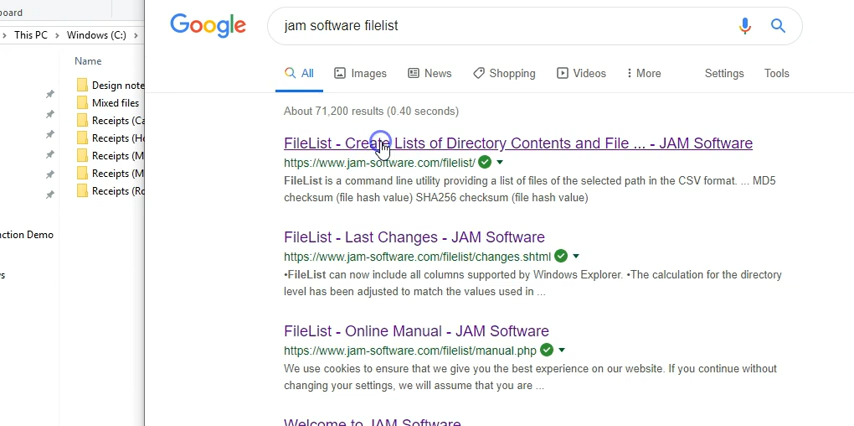 oard
This PC > Windows (C:) >
Name
Design note
Mixed files
Receipts (Ca
Receipts (Ho
Receipts (M
Receipts (M
Receipts (Ro
ction Demo
s
Google
jam software filelist
All Images News Shopping Videos More Settings Tools
About 71,200 results (0.40 seconds)
FileList - Create Lists of Directory Contents and File ... - JAM Software
https://www.jam-software.com/filelist/
FileList is a command line utility providing a list of files of the selected path in the CSV format. ... MD5
checksum (file hash value) SHA256 checksum (file hash value)
FileList - Last Changes - JAM Software
https://www.jam-software.com/filelist/changes.shtml
•FileList can now include all columns supported by Windows Explorer. •The calculation for the directory
level has been adjusted to match the values used in ...
FileList - Online Manual - JAM Software
https://www.jam-software.com/filelist/manual.php
We use cookies to ensure that we give you the best experience on our website. If you continue without
changing your settings, we will assume that you are ...
Welcome to JAM Software